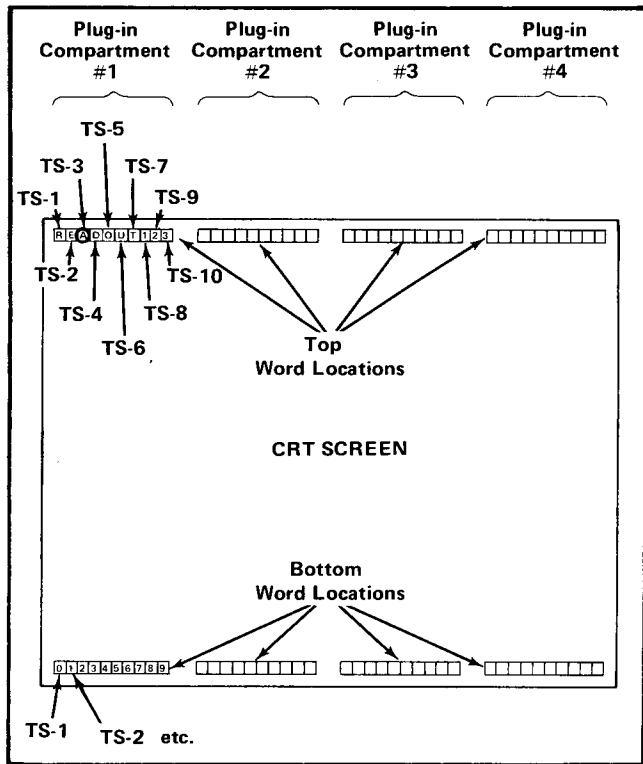 Plug-in Compartment #1
Plug-in Compartment #2
Plug-in Compartment #3
Plug-in Compartment #4
TS-5
TS-3
TS-7
TS-1
TS-9
READOUT123
TS-2
TS-10
TS-4
TS-8
TS-6
Top
Word Locations
CRT SCREEN
Bottom
Word Locations
0123456789
TS-1
TS-2 etc.